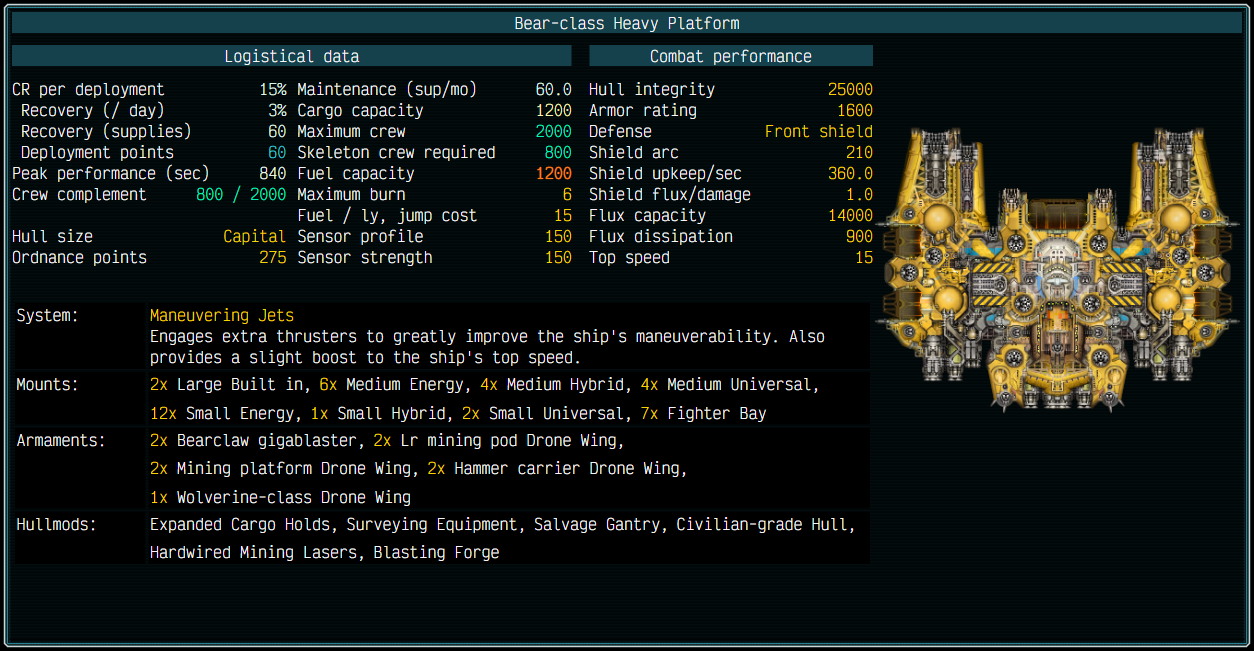 Bear-class Heavy Platform
Logistical data
CR per deployment 15% Maintenance (sup/mo) 60.0
Recovery (/ day) 3% Cargo capacity 1200
Recovery (supplies) 60 Maximum crew 2000
Deployment points 60 Skeleton crew required 800
Peak performance (sec) 840 Fuel capacity 1200
Crew complement 800 / 2000 Maximum burn 6
Fuel / ly, jump cost 15
Hull size Capital Sensor profile 150
Ordnance points 275 Sensor strength 150
Combat performance
Hull integrity 25000
Armor rating 1600
Defense Front shield
Shield arc 210
Shield upkeep/sec 360.0
Shield flux/damage 1.0
Flux capacity 14000
Flux dissipation 900
Top speed 15
System: Maneuvering Jets
Engages extra thrusters to greatly improve the ship's maneuverability. Also
provides a slight boost to the ship's top speed.
Mounts: 2x Large Built in, 6x Medium Energy, 4x Medium Hybrid, 4x Medium Universal,
12x Small Energy, 1x Small Hybrid, 2x Small Universal, 7x Fighter Bay
Armaments: 2x Bearclaw gigablaster, 2x Lr mining pod Drone Wing,
2x Mining platform Drone Wing, 2x Hammer carrier Drone Wing,
1x Wolverine-class Drone Wing
Hullmods: Expanded Cargo Holds, Surveying Equipment, Salvage Gantry, Civilian-grade Hull,
Hardwired Mining Lasers, Blasting Forge